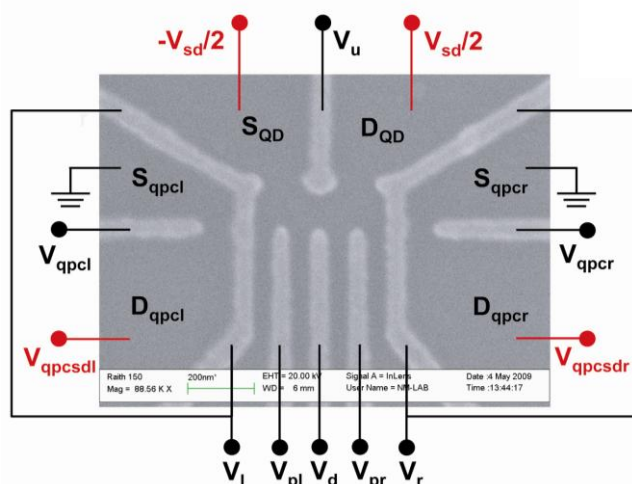 -Vsd/2 Vu Vsd/2
SQD DQD
Sqpcl Sqpcr
Vqpcl Vqpcr
Dqpcl Dqpcr
Vqpcsdl Vqpcsdr
Raith 150 200nm* EHT = 20.00 kV Signal A = InLens Date :4 May 2009
Mag = 88.56 K X WD = 6 mm User Name = NM-LAB Time :13:44:17
Vl Vpl Vd Vpr Vr